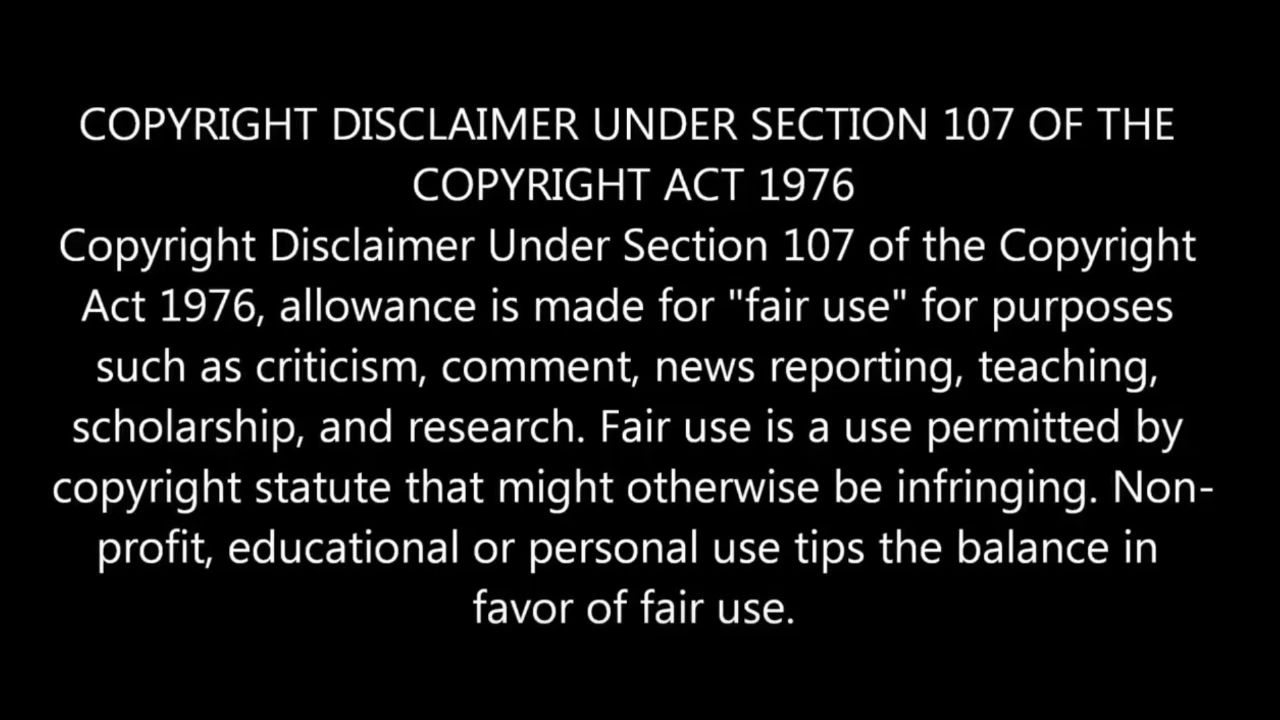 COPYRIGHT DISCLAIMER UNDER SECTION 107 OF THE
COPYRIGHT ACT 1976
Copyright Disclaimer Under Section 107 of the Copyright
Act 1976, allowance is made for "fair use" for purposes
such as criticism, comment, news reporting, teaching,
scholarship, and research. Fair use is a use permitted by
copyright statute that might otherwise be infringing. Non-
profit, educational or personal use tips the balance in
favor of fair use.